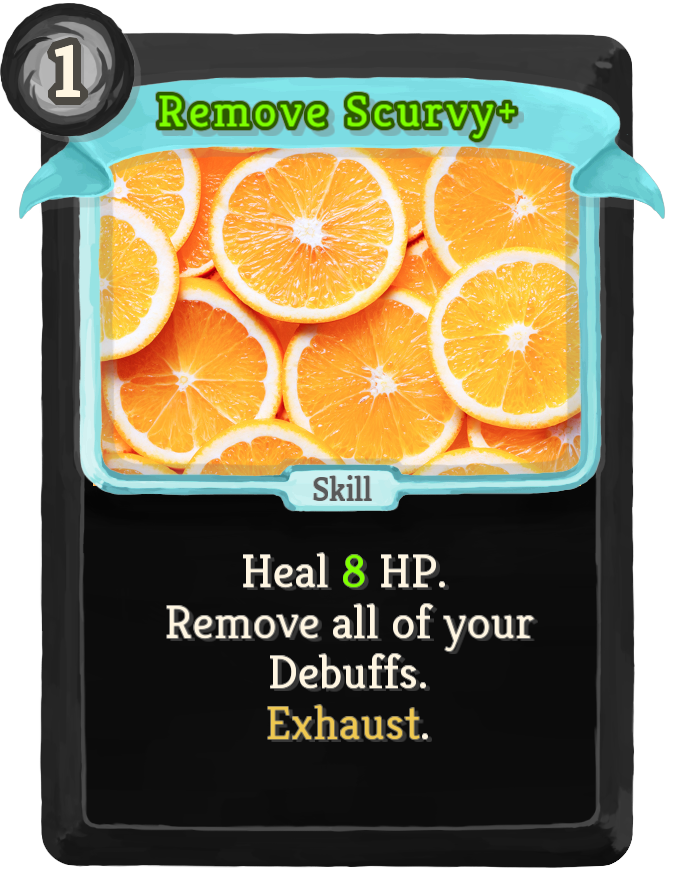 1
Remove Scurvy+
Skill
Heal 8 HP.
Remove all of your
Debuffs.
Exhaust.